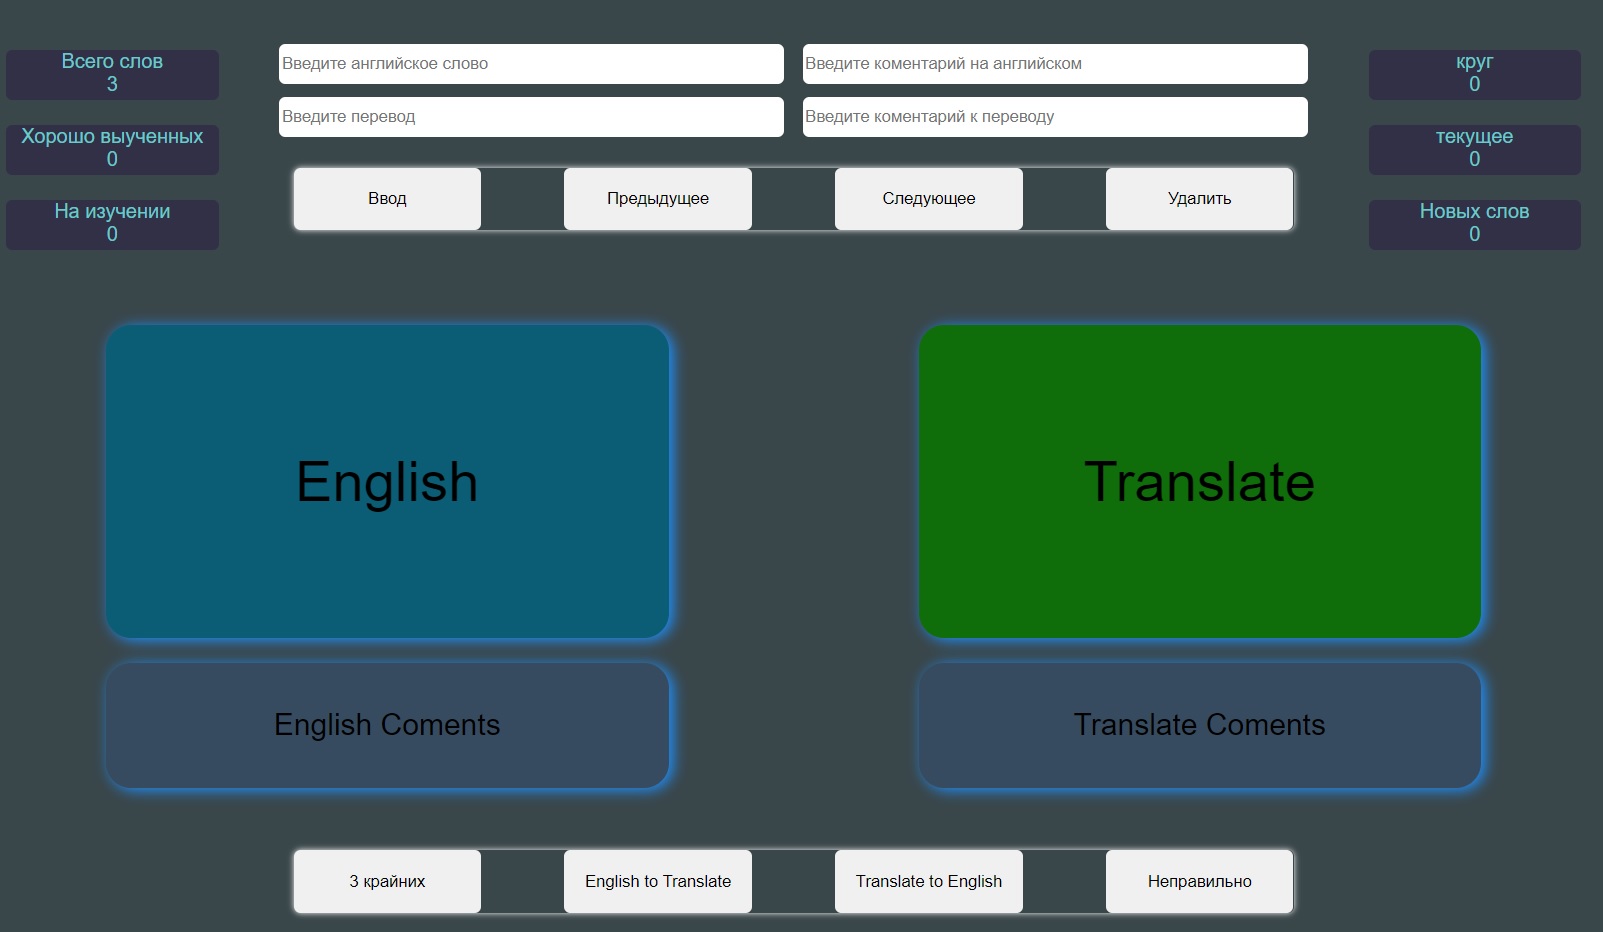 Всего слов
3
Хорошо выученных
0
На изучении
0
Введите английское слово
Введите коментарий на английском
Введите перевод
Введите коментарий к переводу
Ввод
Предыдущее
Следующее
Удалить
круг
0
текущее
0
Новых слов
0
English
Translate
English Coments
Translate Coments
3 крайних
English to Translate
Translate to English
Неправильно